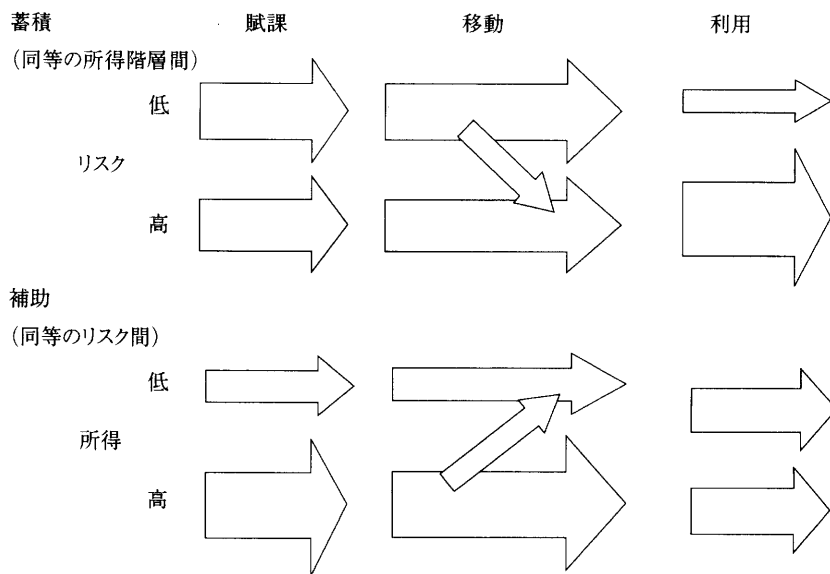 蓄積 賦課 移動 利用
(同等の所得階層間)
低
リスク
高
補助
(同等のリスク間)
低
所得
高